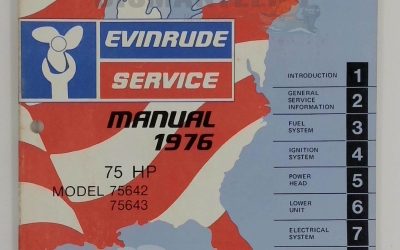 EVINRUDE
SERVICE
MANUAL
1976
75 HP
MODEL 75642
75643
INTRODUCTION 1
GENERAL
SERVICE
INFORMATION 2
FUEL
SYSTEM 3
IGNITION
SYSTEM 4
POWER
HEAD 5
LOWER
UNIT 6
ELECTRICAL
SYSTEM 7